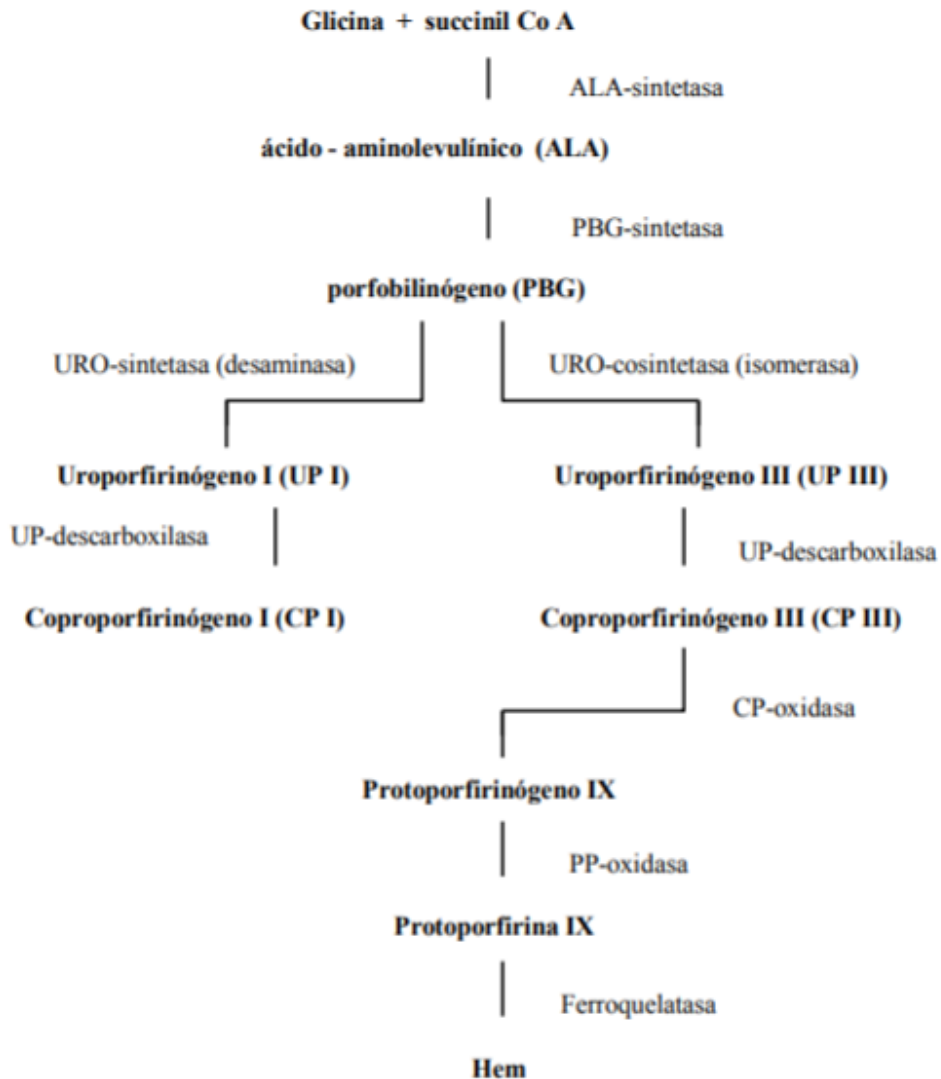 Glicina + succinil Co A
ALA-sintetasa
ácido - aminolevulínico (ALA)
PBG-sintetasa
porfobilinógeno (PBG)
URO-sintetasa (desaminasa)
URO-cosintetasa (isomerasa)
Uroporfirinógeno I (UP I)
Uroporfirinógeno III (UP III)
UP-descarboxilasa
UP-descarboxilasa
Coproporfirinógeno I (CP I)
Coproporfirinógeno III (CP III)
CP-oxidasa
Protoporfirinógeno IX
PP-oxidasa
Protoporfirina IX
Ferroquelatasa
Hem